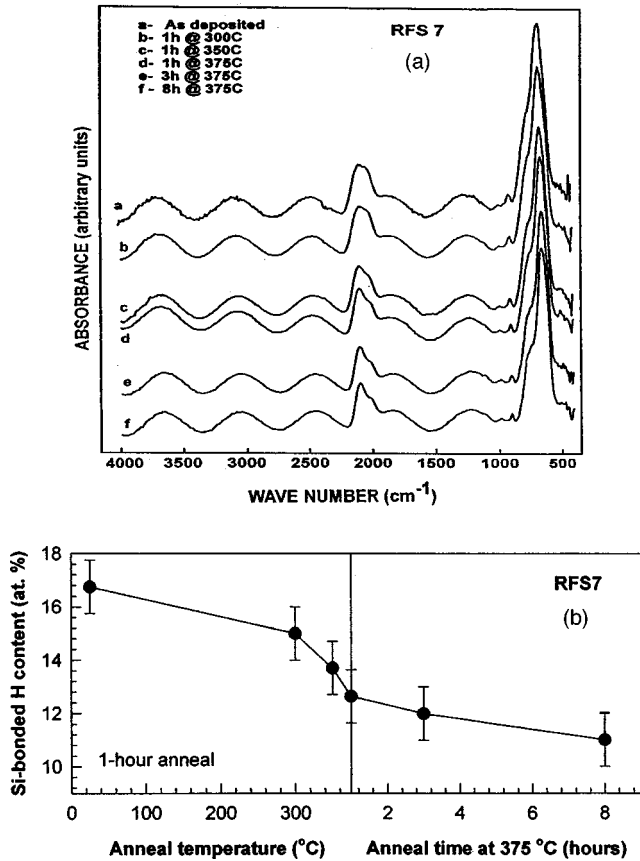 a- As deposited
b- 1h @ 300C
c- 1h @ 350C
d- 1h @ 375C
e- 3h @ 375C
f - 8h @ 375C
RFS 7
(a)
ABSORBANCE (arbitrary units)
a
b
c
d
e
f
4000 3500 3000 2500 2000 1500 1000 500
WAVE NUMBER (cm⁻¹)
18
16
14
12
10
Si-bonded H content (at. %)
RFS7
(b)
1-hour anneal
0 100 200 300 2 4 6 8
Anneal temperature (°C) Anneal time at 375 °C (hours)